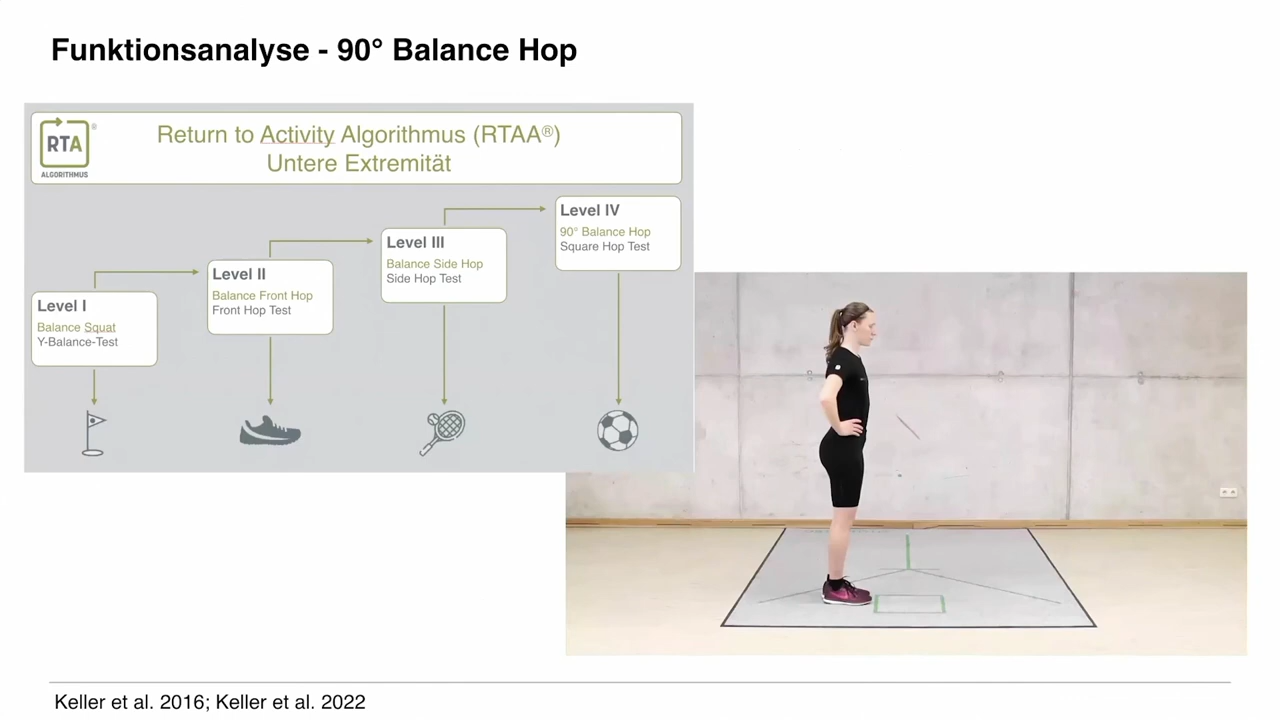 Funktionsanalyse - 90° Balance Hop
RTA®
ALGORITHMUS
Return to Activity Algorithmus (RTAA®)
Untere Extremität
Level I
Balance Squat
Y-Balance-Test
Level II
Balance Front Hop
Front Hop Test
Level III
Balance Side Hop
Side Hop Test
Level IV
90° Balance Hop
Square Hop Test
Keller et al. 2016; Keller et al. 2022